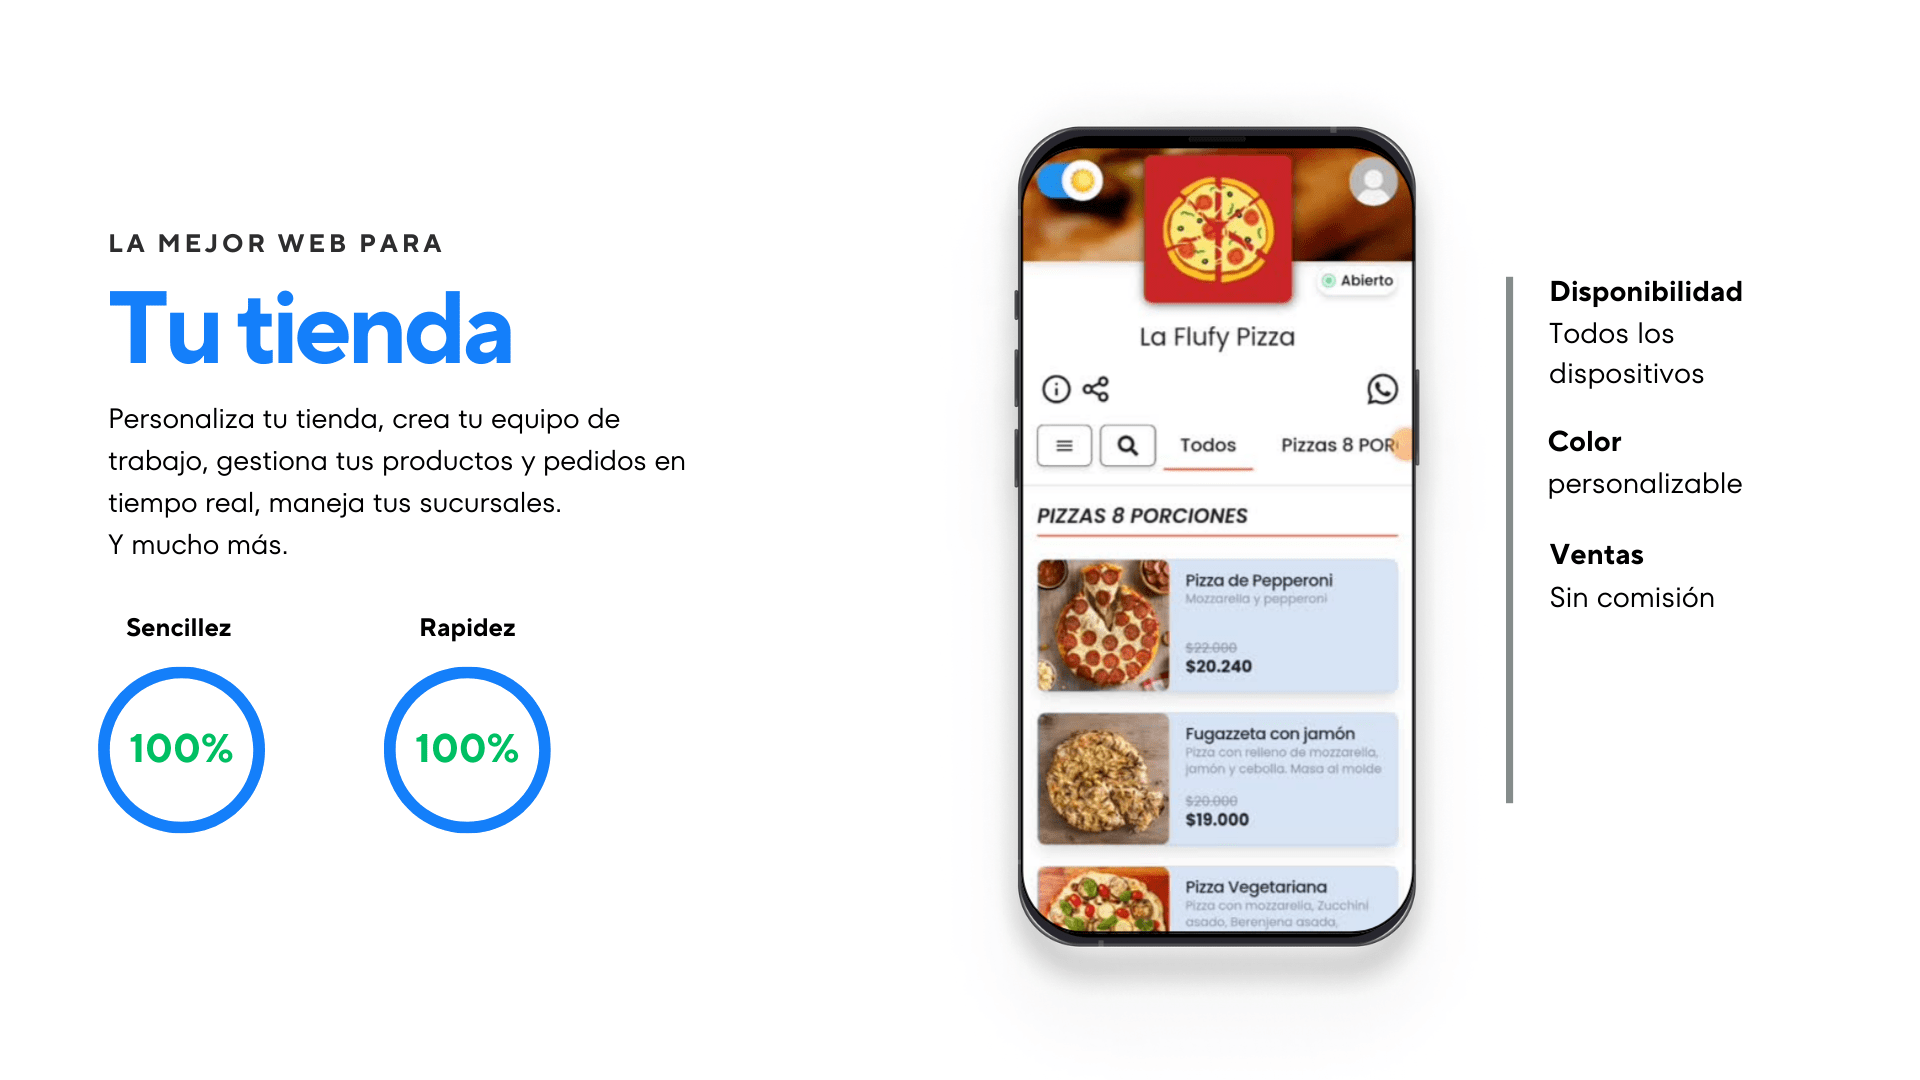 LA MEJOR WEB PARA
Tu tienda
Personaliza tu tienda, crea tu equipo de
trabajo, gestiona tus productos y pedidos en
tiempo real, maneja tus sucursales.
Y mucho más.
Sencillez
Rapidez
100%
100%
Abierto
La Flufy Pizza
Todos
Pizzas 8 POR
PIZZAS 8 PORCIONES
Pizza de Pepperoni
Mozzarella y pepperoni
$22.000
$20.240
Fugazzeta con jamón
Pizza con relleno de mozzarella,
jamón y cebolla. Masa al molde
$20.000
$19.000
Pizza Vegetariana
Pizza con mozzarella, Zucchini
asado, Berenjena asada,
Disponibilidad
Todos los
dispositivos
Color
personalizable
Ventas
Sin comisión